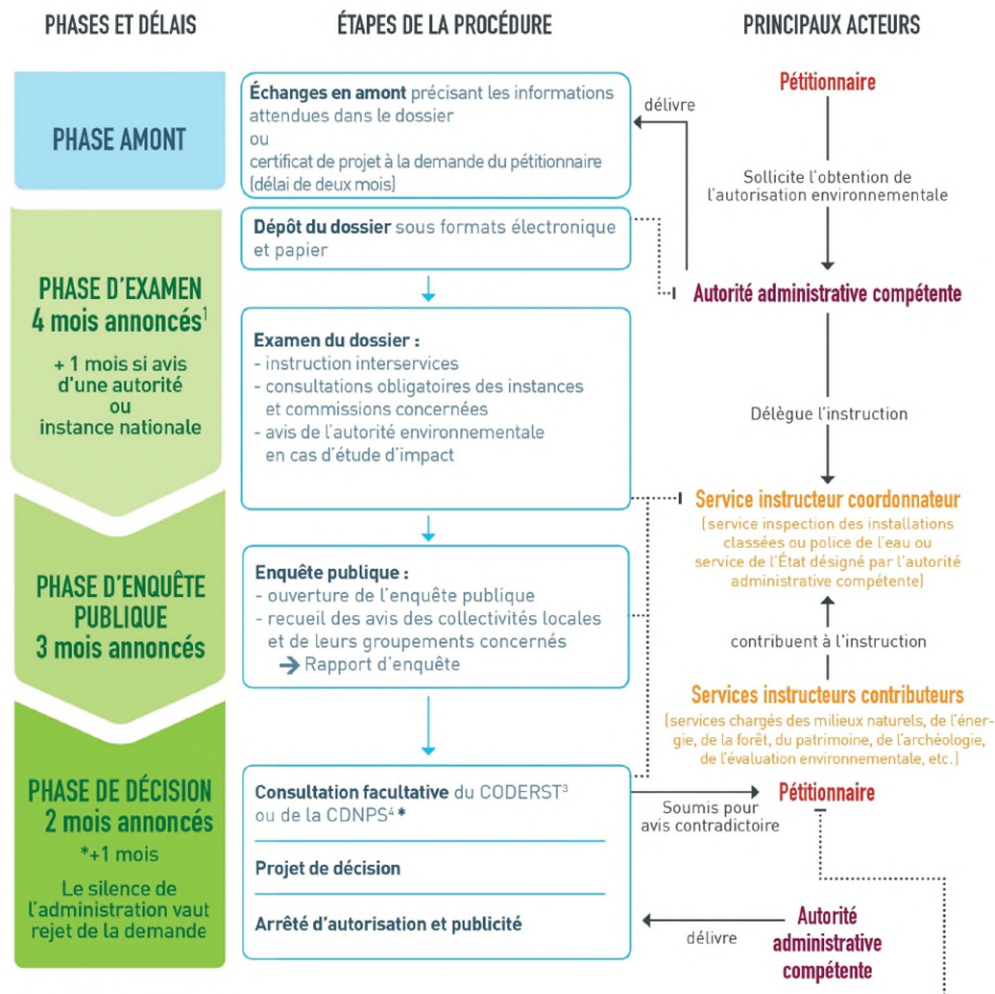 PHASES ET DÉLAIS
ÉTAPES DE LA PROCÉDURE
PRINCIPAUX ACTEURS
PHASE AMONT
Échanges en amont précisant les informations
attendues dans le dossier
ou
certificat de projet à la demande du pétitionnaire
(délai de deux mois)
délivre
Pétitionnaire
Sollicite l'obtention de
l'autorisation environnementale
PHASE D'EXAMEN
4 mois annoncés¹
+ 1 mois si avis
d'une autorité
ou
instance nationale
Dépôt du dossier sous formats électronique
et papier
Autorité administrative compétente
Examen du dossier :
- instruction interservices
- consultations obligatoires des instances
et commissions concernées
- avis de l'autorité environnementale
en cas d'étude d'impact
Délègue l'instruction
Service instructeur coordonnateur
(service inspection des installations
classées ou police de l'eau ou
service de l'État désigné par l'autorité
administrative compétente)
PHASE D'ENQUÊTE
PUBLIQUE
3 mois annoncés
Enquête publique :
- ouverture de l'enquête publique
- recueil des avis des collectivités locales
et de leurs groupements concernés
→ Rapport d'enquête
contribuent à l'instruction
Services instructeurs contributeurs
(services chargés des milieux naturels, de l'éner-
gie, de la forêt, du patrimoine, de l'archéologie,
de l'évaluation environnementale, etc.)
PHASE DE DÉCISION
2 mois annoncés
*+1 mois
Le silence de
l'administration vaut
rejet de la demande
Consultation facultative du CODERST³
ou de la CDNPS⁴ *
Projet de décision
Arrêté d'autorisation et publicité
Soumis pour
avis contradictoire
Pétitionnaire
délivre
Autorité
administrative
compétente